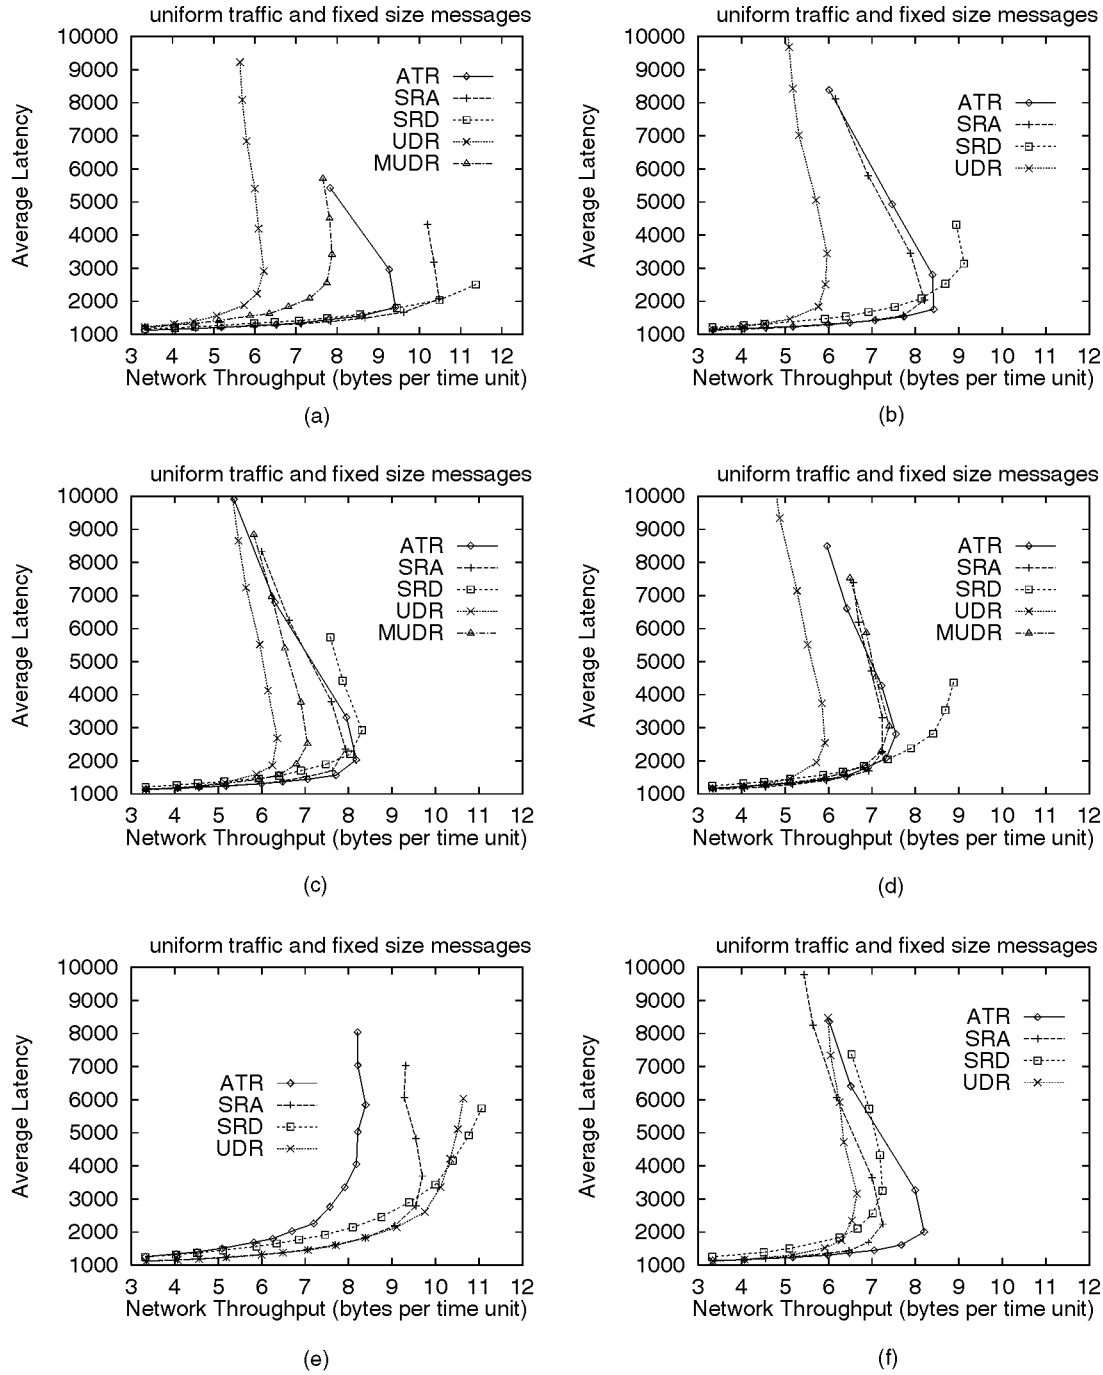 uniform traffic and fixed size messages
10000
9000
8000
7000
6000
5000
4000
3000
2000
1000
Average Latency
ATR
SRA
SRD
UDR
MUDR
3 4 5 6 7 8 9 10 11 12
Network Throughput (bytes per time unit)
(a)
uniform traffic and fixed size messages
10000
9000
8000
7000
6000
5000
4000
3000
2000
1000
Average Latency
ATR
SRA
SRD
UDR
3 4 5 6 7 8 9 10 11 12
Network Throughput (bytes per time unit)
(b)
uniform traffic and fixed size messages
10000
9000
8000
7000
6000
5000
4000
3000
2000
1000
Average Latency
ATR
SRA
SRD
UDR
MUDR
3 4 5 6 7 8 9 10 11 12
Network Throughput (bytes per time unit)
(c)
uniform traffic and fixed size messages
10000
9000
8000
7000
6000
5000
4000
3000
2000
1000
Average Latency
ATR
SRA
SRD
UDR
MUDR
3 4 5 6 7 8 9 10 11 12
Network Throughput (bytes per time unit)
(d)
uniform traffic and fixed size messages
10000
9000
8000
7000
6000
5000
4000
3000
2000
1000
Average Latency
ATR
SRA
SRD
UDR
3 4 5 6 7 8 9 10 11 12
Network Throughput (bytes per time unit)
(e)
uniform traffic and fixed size messages
10000
9000
8000
7000
6000
5000
4000
3000
2000
1000
Average Latency
ATR
SRA
SRD
UDR
3 4 5 6 7 8 9 10 11 12
Network Throughput (bytes per time unit)
(f)